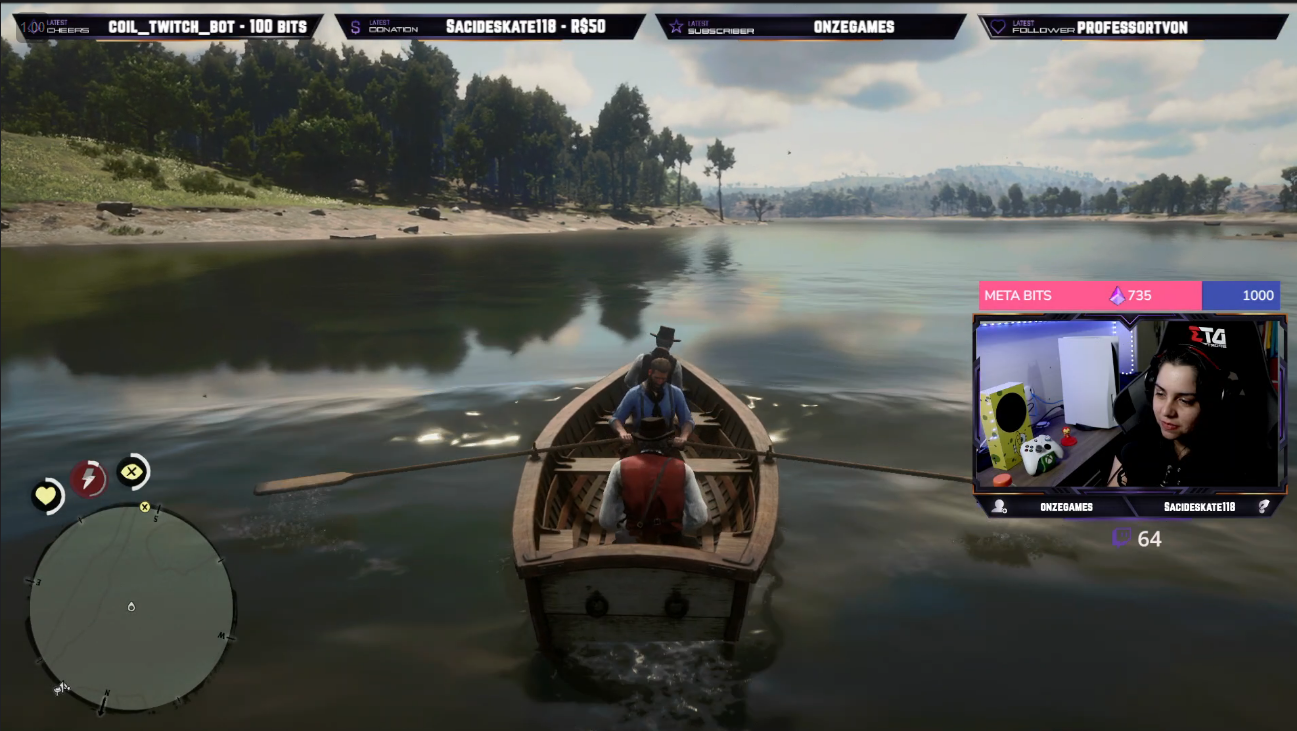 100 LATEST CHEERS COIL_TWITCH_BOT - 100 BITS
LATEST DONATION SACIDESKATE118 - R$50
LATEST SUBSCRIBER ONZEGAMES
LATEST FOLLOWER PROFESSORTVON
META BITS 735 1000
ONZEGAMES SACIDESKATE118
64
S
E
W
N